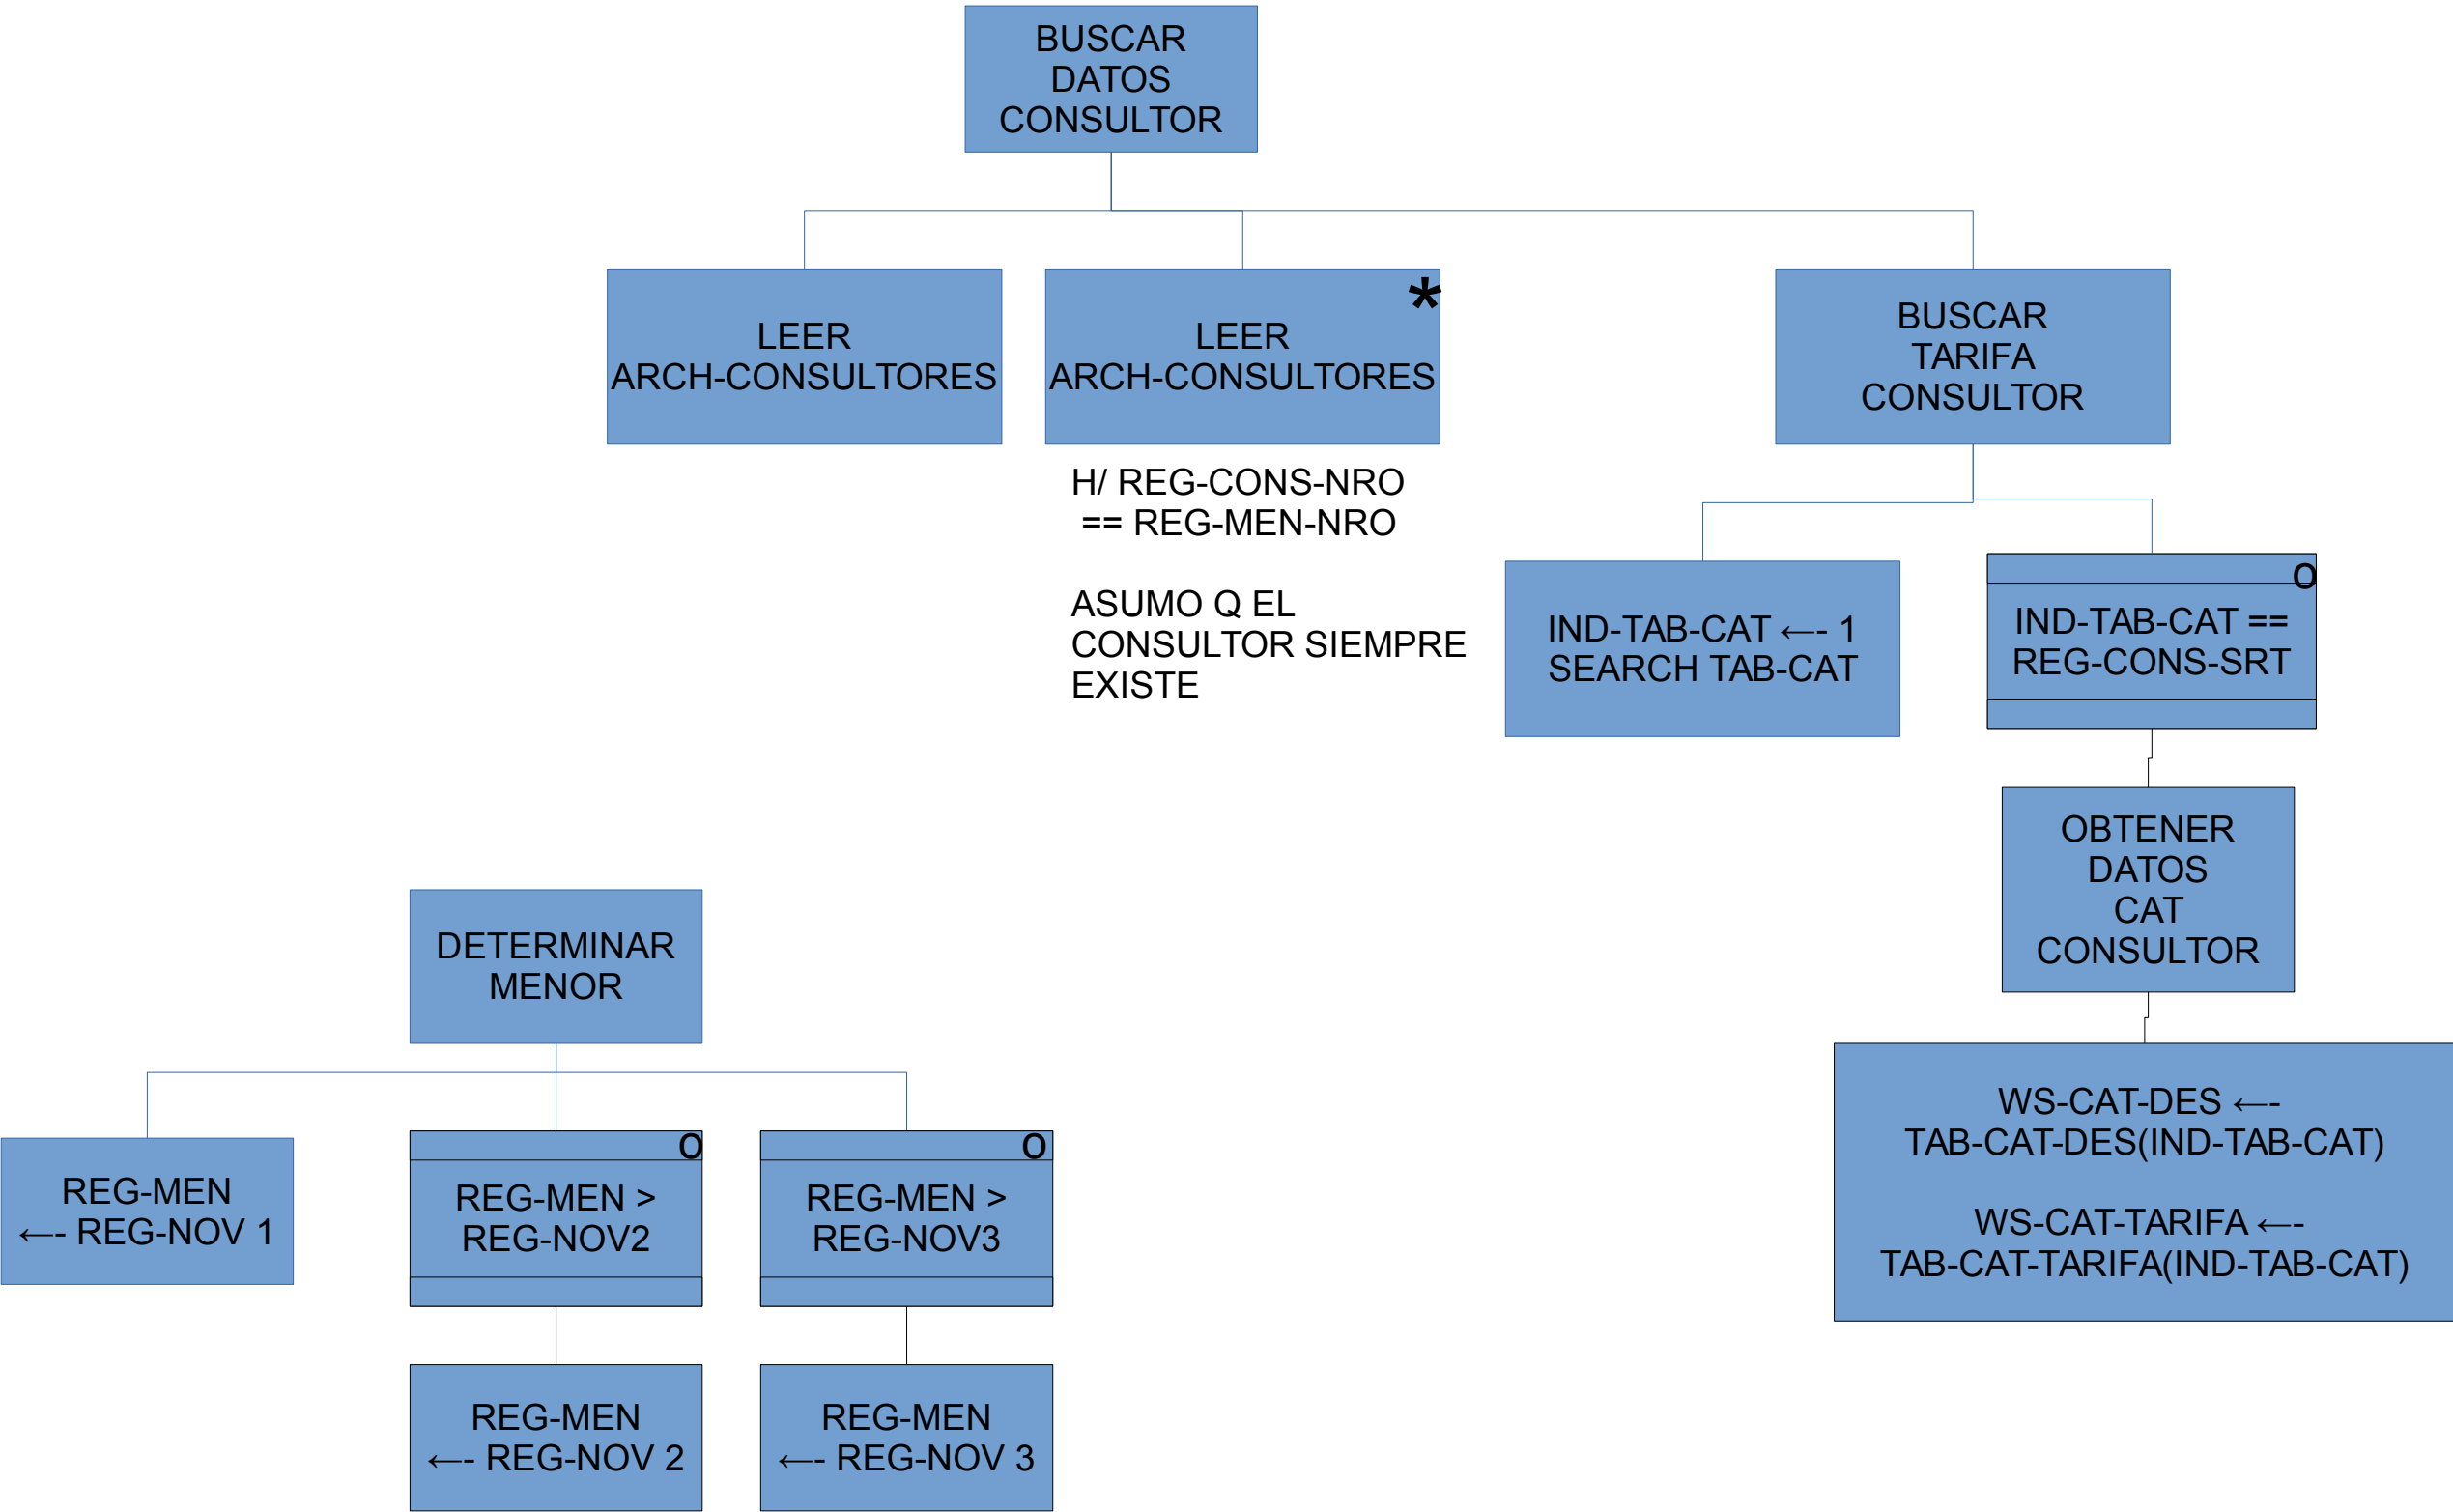 BUSCAR
DATOS
CONSULTOR
LEER
ARCH-CONSULTORES
*
LEER
ARCH-CONSULTORES
H/ REG-CONS-NRO
== REG-MEN-NRO
ASUMO Q EL
CONSULTOR SIEMPRE
EXISTE
BUSCAR
TARIFA
CONSULTOR
IND-TAB-CAT ←- 1
SEARCH TAB-CAT
o
IND-TAB-CAT ==
REG-CONS-SRT
OBTENER
DATOS
CAT
CONSULTOR
WS-CAT-DES ←-
TAB-CAT-DES(IND-TAB-CAT)
WS-CAT-TARIFA ←-
TAB-CAT-TARIFA(IND-TAB-CAT)
DETERMINAR
MENOR
REG-MEN
←- REG-NOV 1
o
REG-MEN >
REG-NOV2
REG-MEN
←- REG-NOV 2
o
REG-MEN >
REG-NOV3
REG-MEN
←- REG-NOV 3